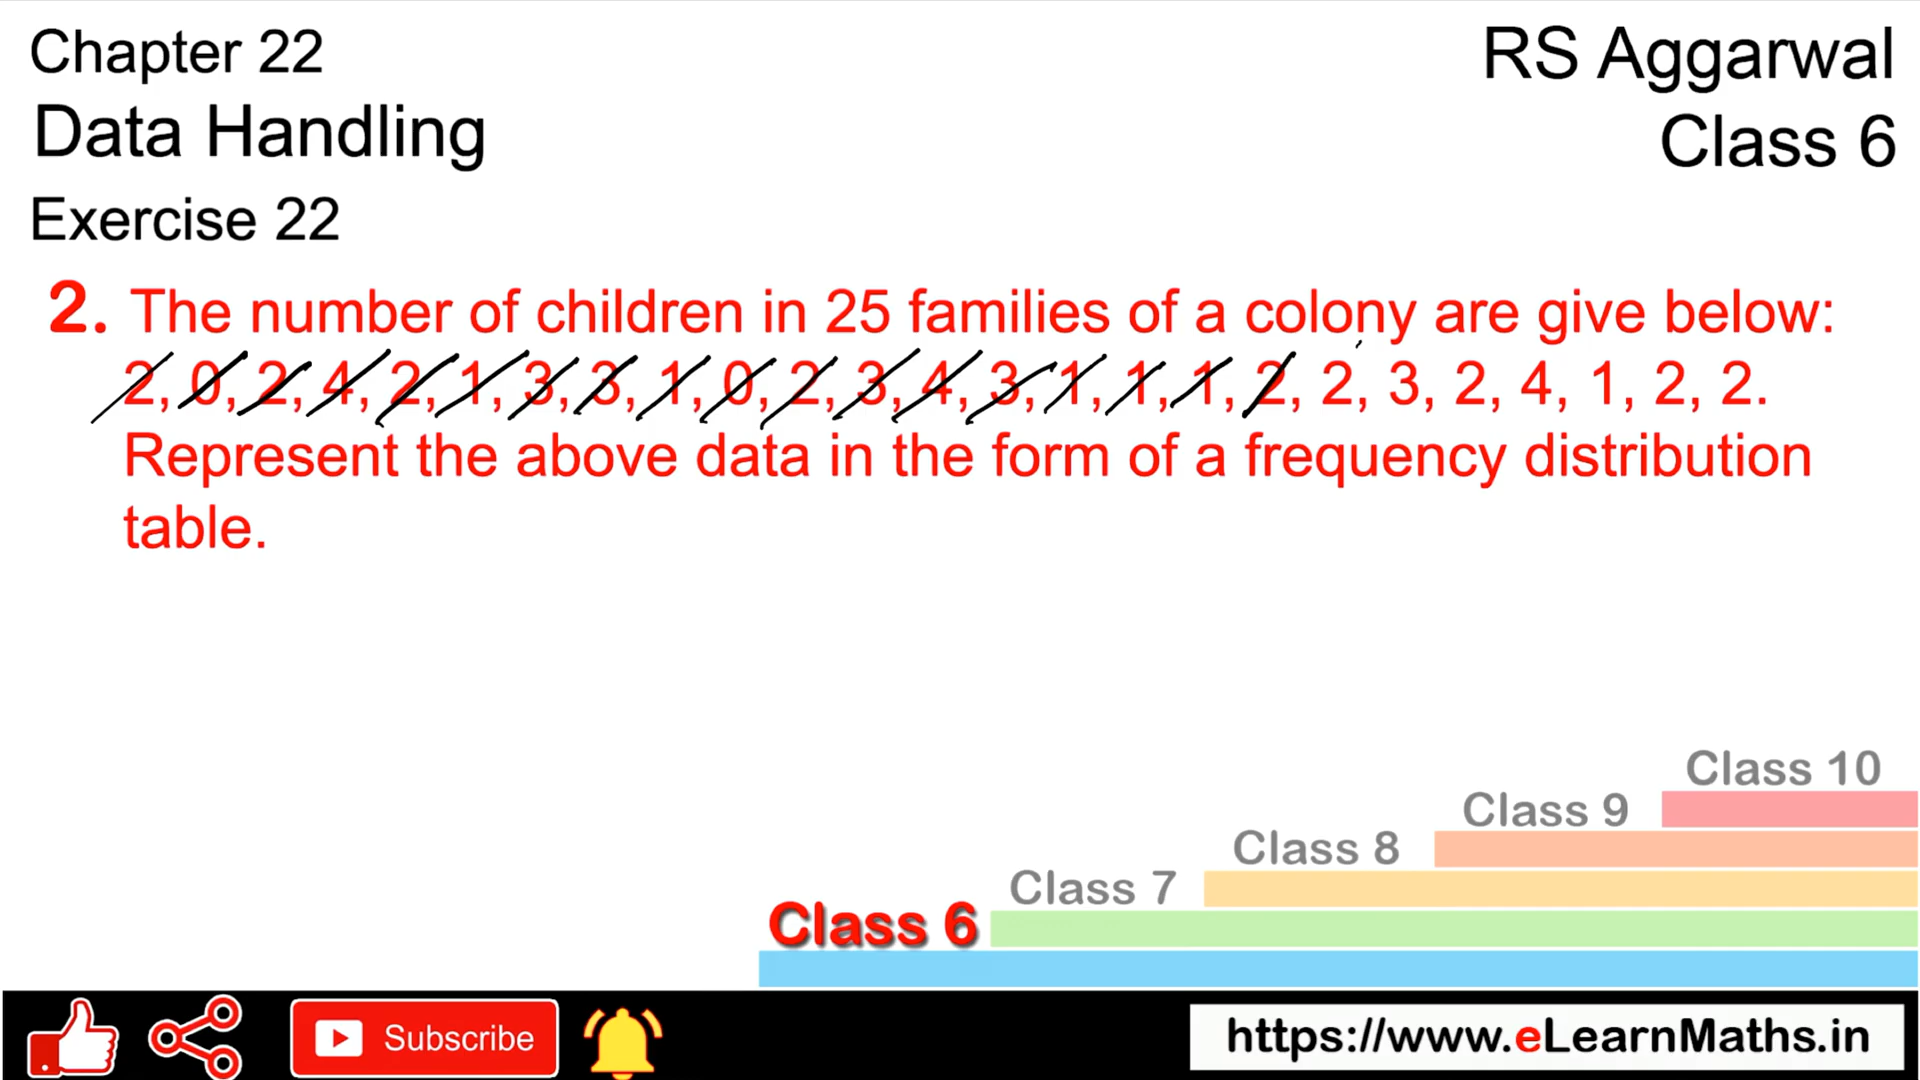 Chapter 22
RS Aggarwal
Data Handling
Class 6
Exercise 22
2. The number of children in 25 families of a colony are give below:
2, 0, 2, 4, 2, 1, 3, 3, 1, 0, 2, 3, 4, 3, 1, 1, 1, 2, 2, 3, 2, 4, 1, 2, 2.
Represent the above data in the form of a frequency distribution
table.
Class 10
Class 9
Class 8
Class 7
Class 6
Subscribe
https://www.eLearnMaths.in